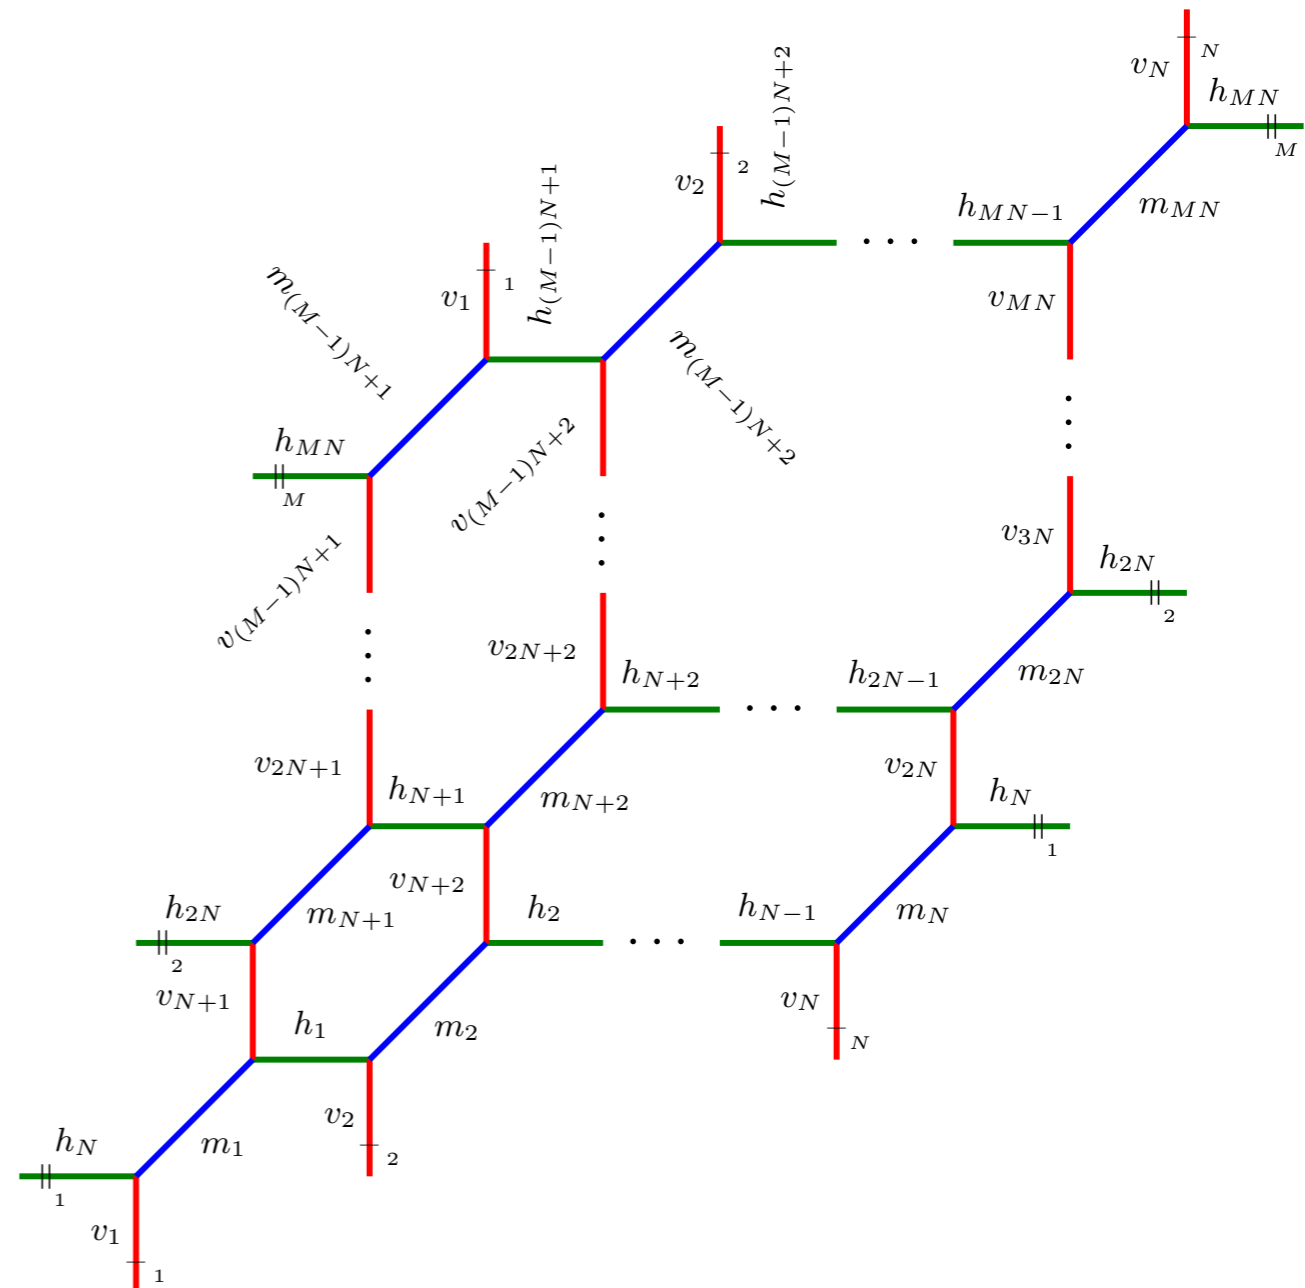 N
v_N
h_{MN}
M
m_{MN}
h_{(M-1)N+2}
v_2
2
h_{MN-1}
···
v_{MN}
h_{(M-1)N+1}
v_1
1
m_{(M-1)N+1}
m_{(M-1)N+2}
h_{MN}
M
v_{(M-1)N+2}
v_{(M-1)N+1}
⋮
⋮
⋮
v_{3N}
h_{2N}
2
v_{2N+2}
h_{N+2}
···
h_{2N-1}
m_{2N}
v_{2N+1}
h_{N+1}
m_{N+2}
v_{2N}
h_N
1
v_{N+2}
h_{2N}
2
m_{N+1}
h_2
···
h_{N-1}
m_N
v_{N+1}
h_1
m_2
v_N
N
v_2
2
h_N
1
m_1
v_1
1